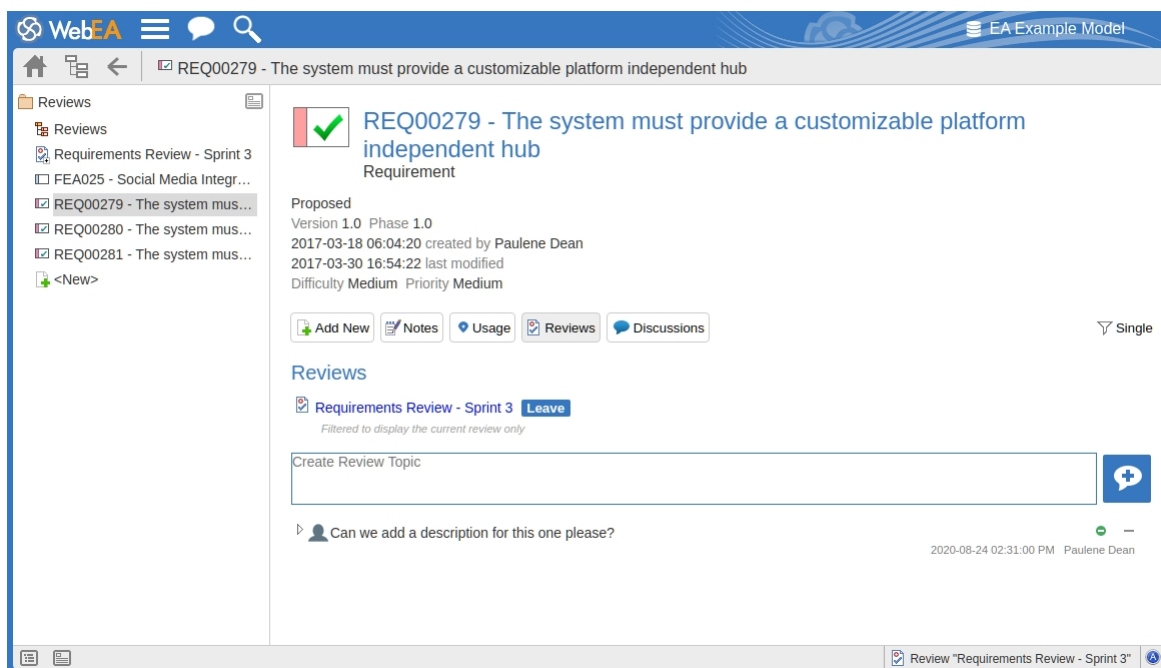 WebEA
EA Example Model
REQ00279 - The system must provide a customizable platform independent hub
Reviews
Reviews
Requirements Review - Sprint 3
FEA025 - Social Media Integr...
REQ00279 - The system mus...
REQ00280 - The system mus...
REQ00281 - The system mus...
<New>
REQ00279 - The system must provide a customizable platform
independent hub
Requirement
Proposed
Version 1.0 Phase 1.0
2017-03-18 06:04:20 created by Paulene Dean
2017-03-30 16:54:22 last modified
Difficulty Medium Priority Medium
Add New Notes Usage Reviews Discussions Single
Reviews
Requirements Review - Sprint 3 Leave
Filtered to display the current review only
Create Review Topic
Can we add a description for this one please?
2020-08-24 02:31:00 PM Paulene Dean
Review "Requirements Review - Sprint 3"